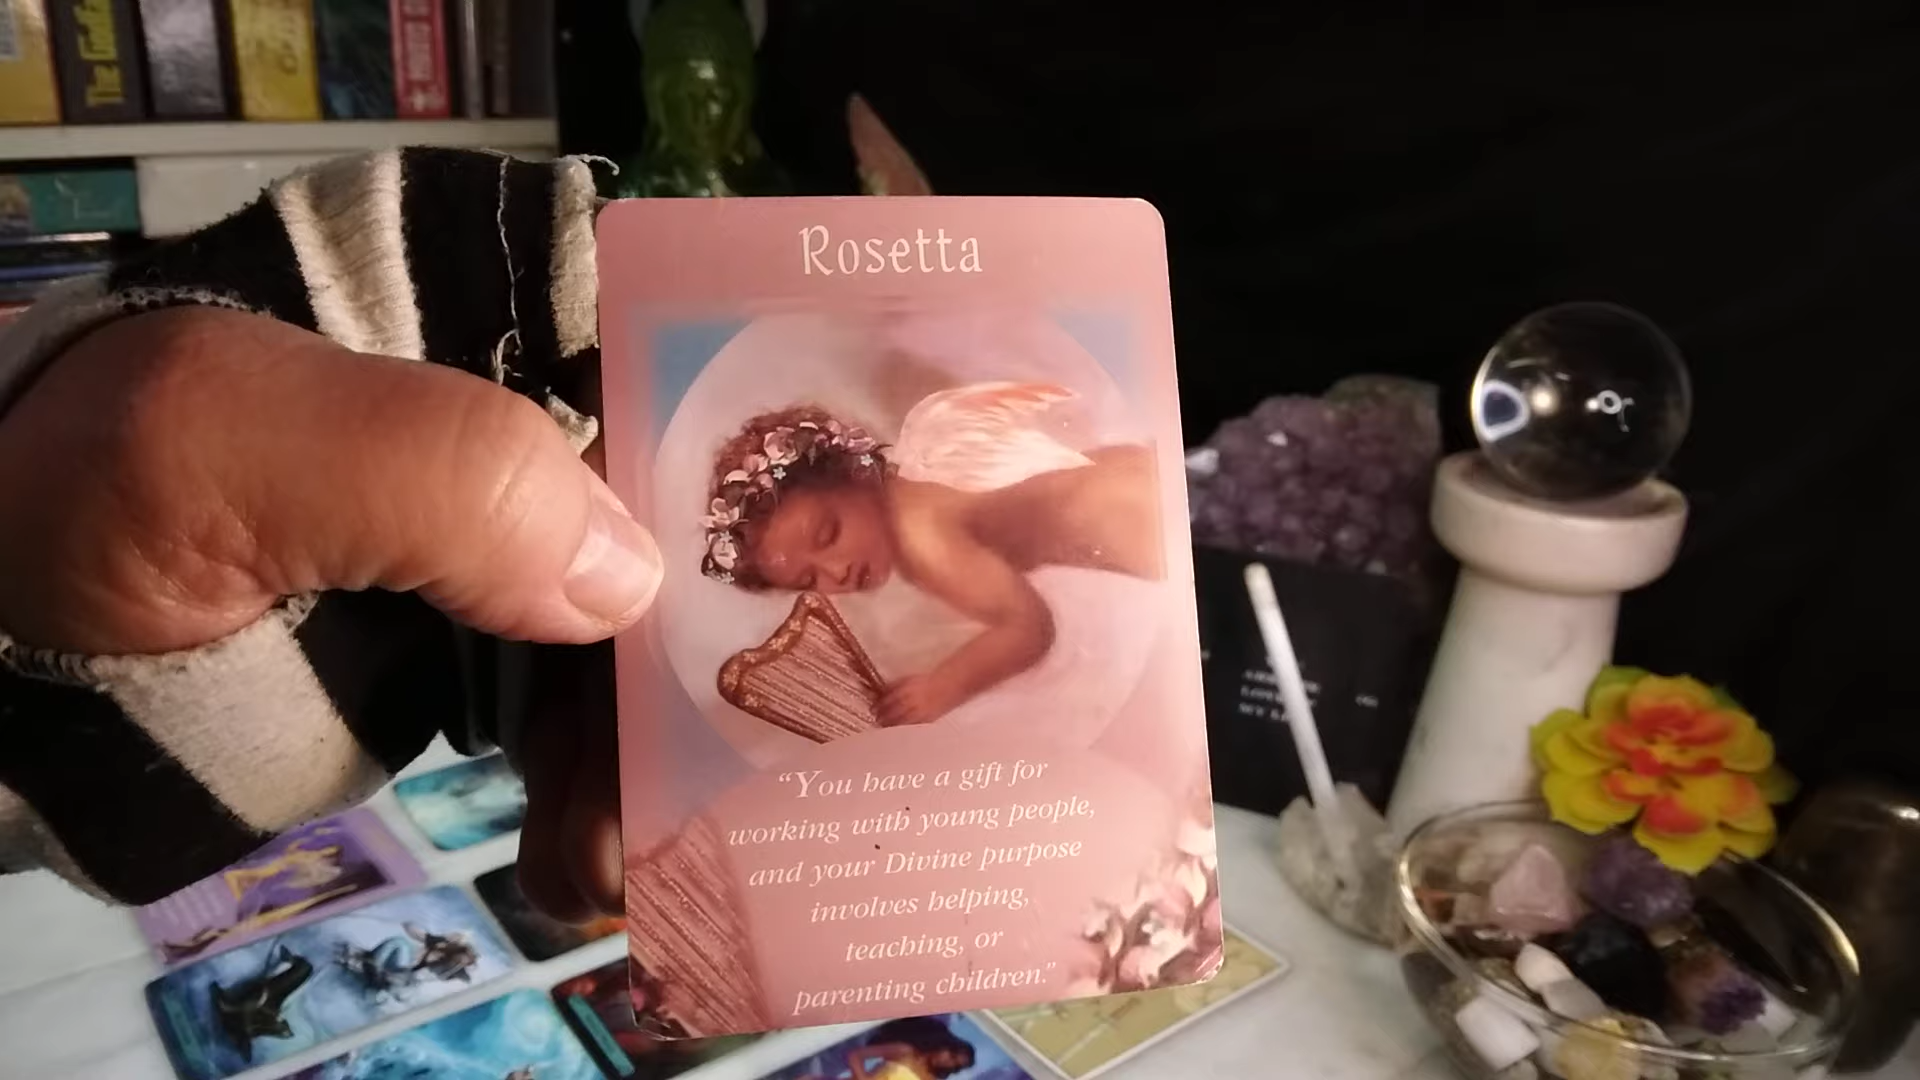 Rosetta
“You have a gift for
working with young people,
and your Divine purpose
involves helping,
teaching, or
parenting children.”